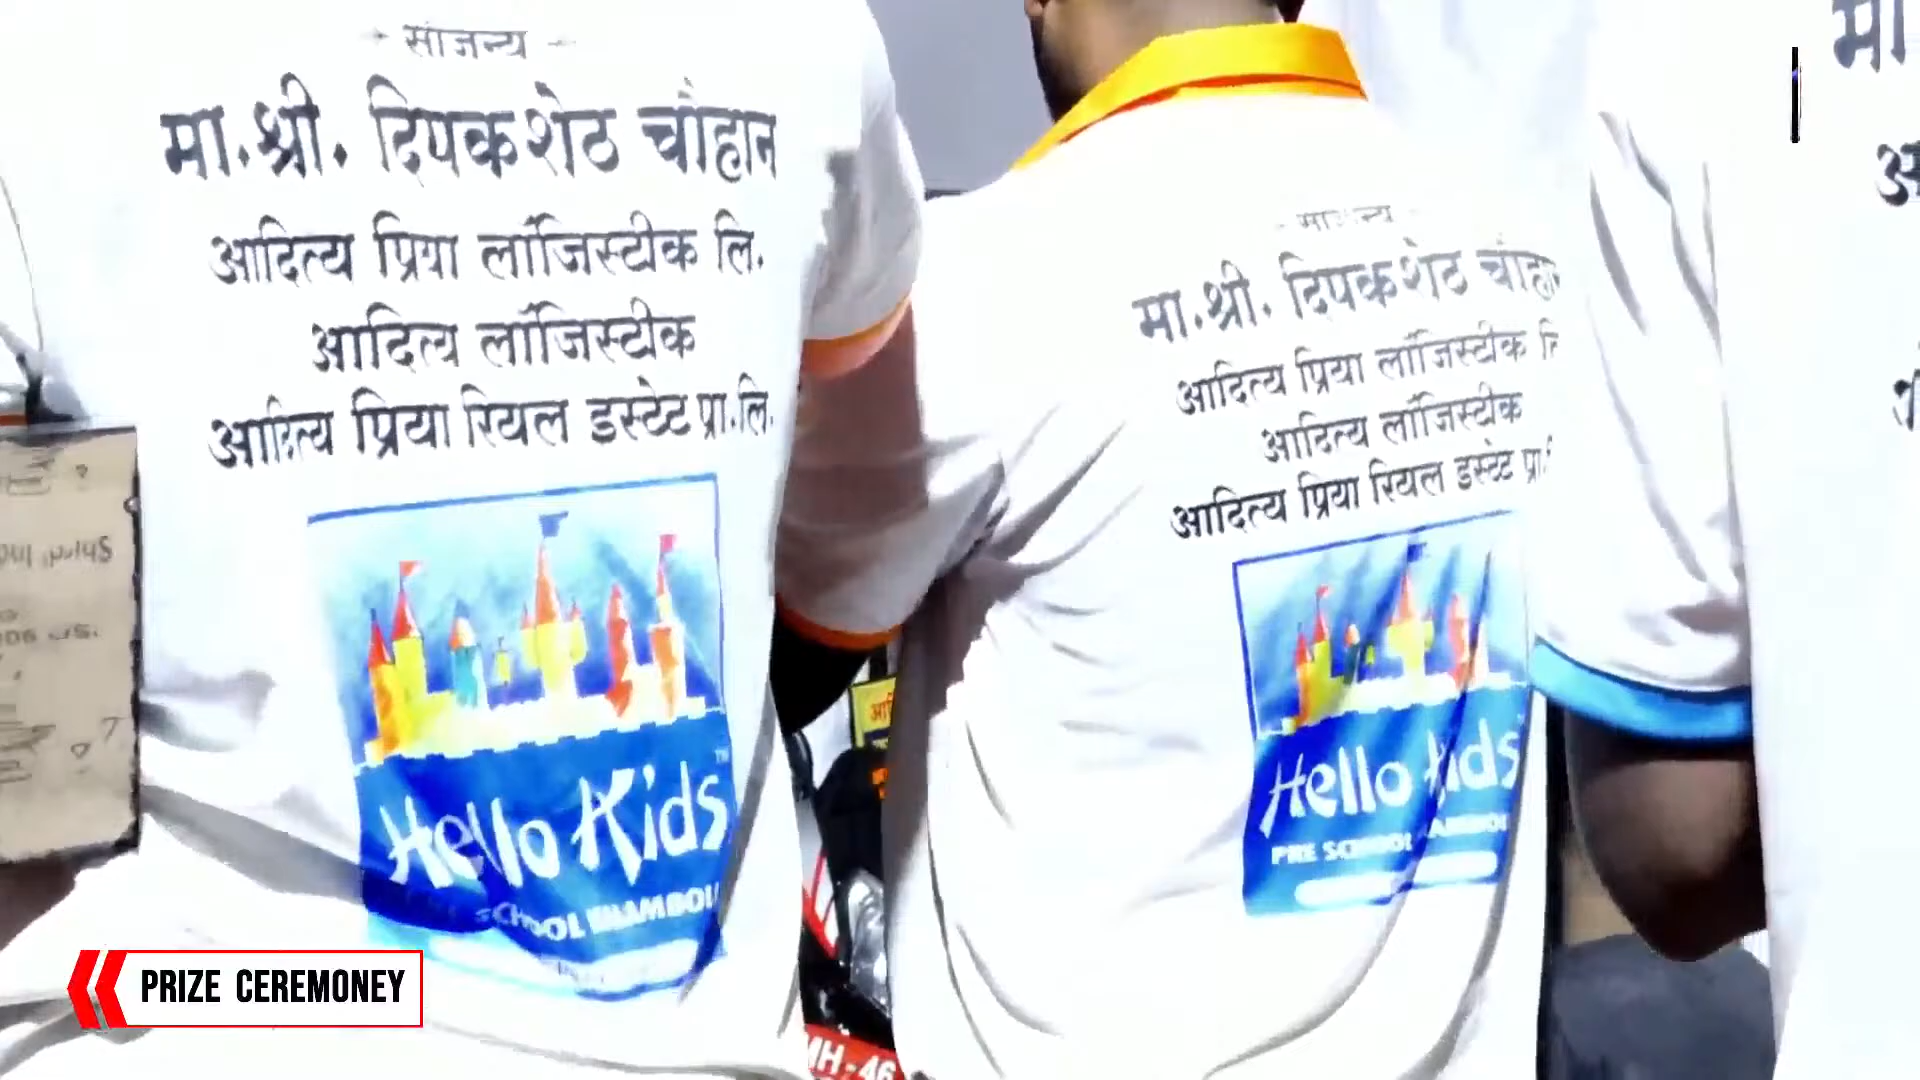 सौजन्य
मा.श्री. दिपकशेठ चौहान
आदित्य प्रिया लॉजिस्टीक लि.
आदित्य लॉजिस्टीक
आदित्य प्रिया रियल इस्टेट प्रा.लि.
Hello Kids
SCHOOL
सौजन्य
मा.श्री. दिपकशेठ चौहान
आदित्य प्रिया लॉजिस्टीक
आदित्य लॉजिस्टीक
आदित्य प्रिया रियल इस्टेट प्रा.
Hello Kids
PRE SCHOOL
मा
MH-46
PRIZE CEREMONEY